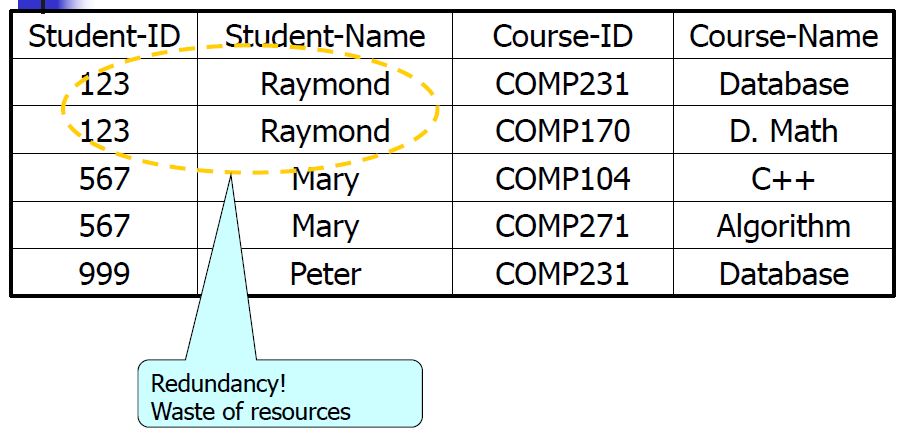 Student-ID Student-Name Course-ID Course-Name
123 Raymond COMP231 Database
123 Raymond COMP170 D. Math
567 Mary COMP104 C++
567 Mary COMP271 Algorithm
999 Peter COMP231 Database
Redundancy!
Waste of resources